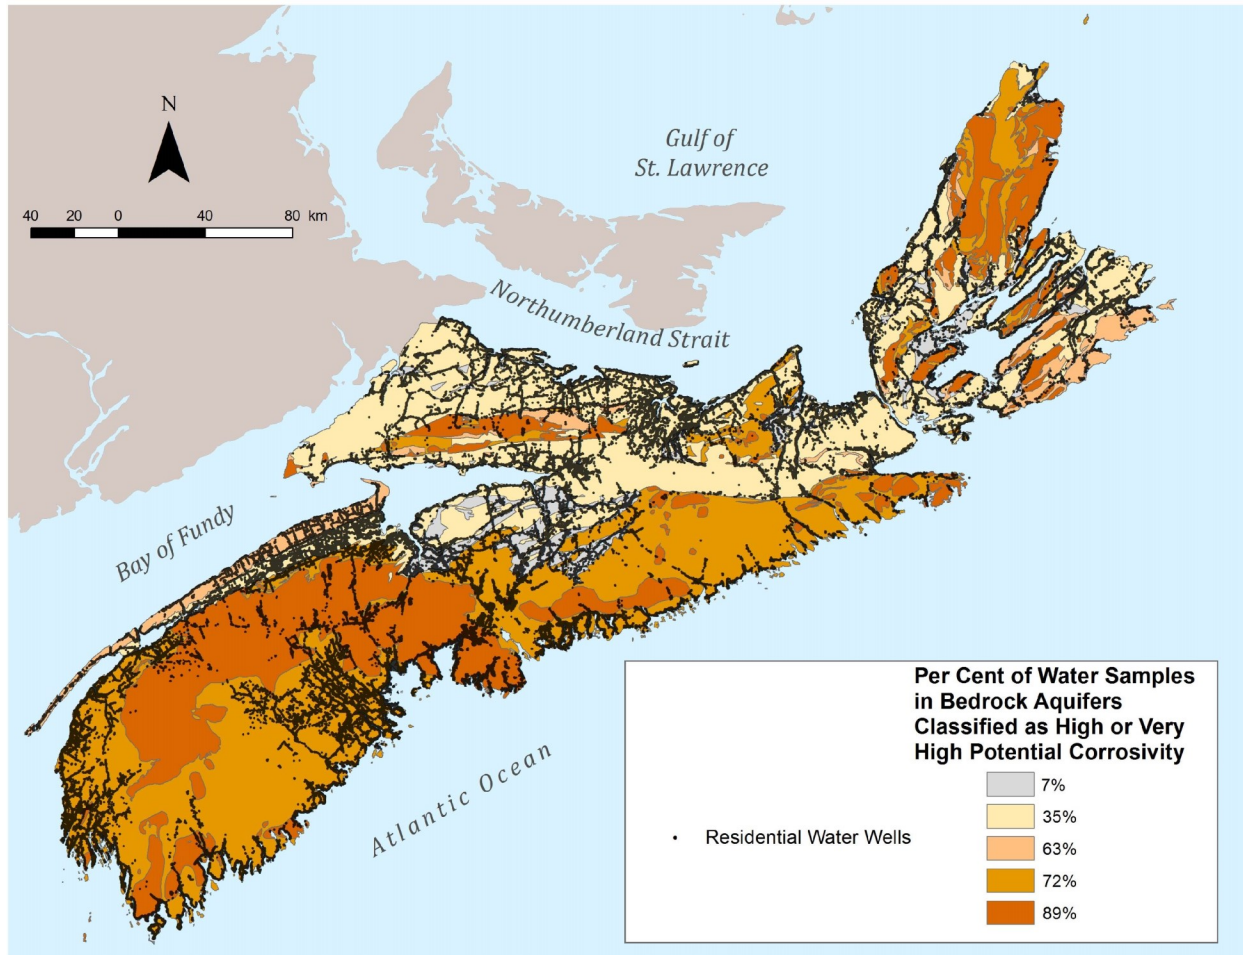 N
40 20 0 40 80 km
Gulf of
St. Lawrence
Northumberland Strait
Bay of Fundy
Atlantic Ocean
Per Cent of Water Samples
in Bedrock Aquifers
Classified as High or Very
High Potential Corrosivity
7%
35%
63%
72%
89%
Residential Water Wells